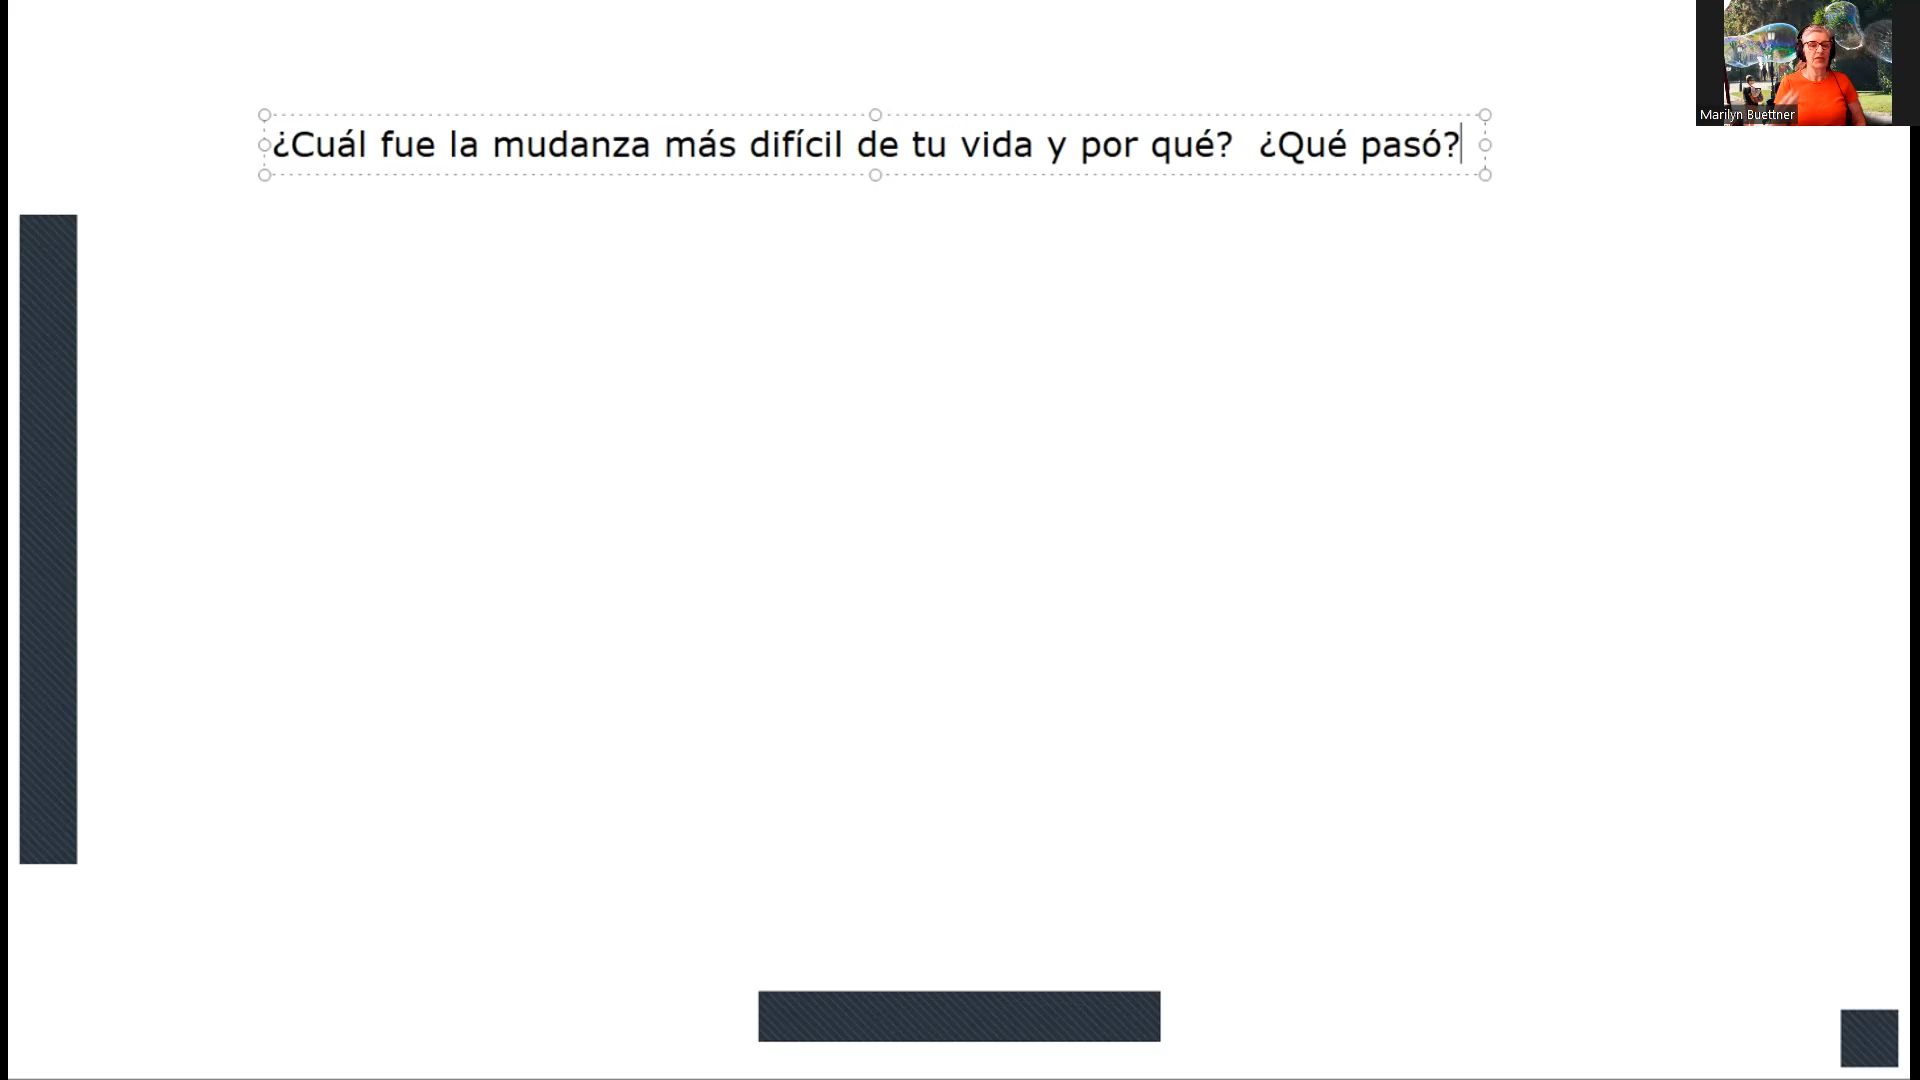 ¿Cuál fue la mudanza más difícil de tu vida y por qué?  ¿Qué pasó?
Marilyn Buettner